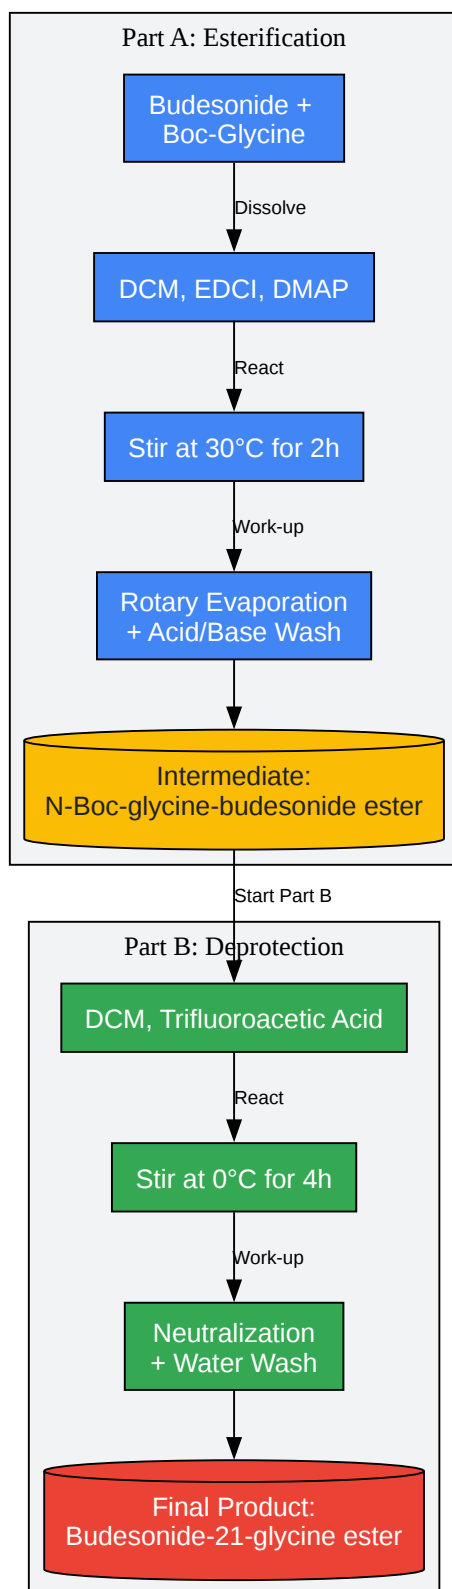 Part A: Esterification
Budesonide +
Boc-Glycine
Dissolve
DCM, EDCI, DMAP
React
Stir at 30°C for 2h
Work-up
Rotary Evaporation
+ Acid/Base Wash
Intermediate:
N-Boc-glycine-budesonide ester
Start Part B
Part B: Deprotection
DCM, Trifluoroacetic Acid
React
Stir at 0°C for 4h
Work-up
Neutralization
+ Water Wash
Final Product:
Budesonide-21-glycine ester